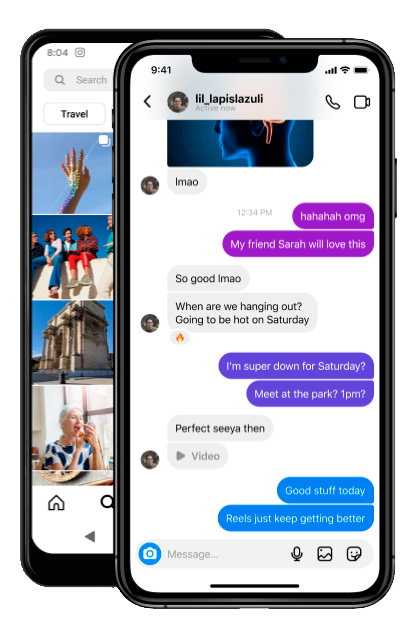 8:04
Search
Travel
9:41
lil_lapislazuli
Active now
lmao
12:34 PM
hahahah omg
My friend Sarah will love this
So good lmao
When are we hanging out?
Going to be hot on Saturday
I'm super down for Saturday?
Meet at the park? 1pm?
Perfect seeya then
Video
Good stuff today
Reels just keep getting better
Message...